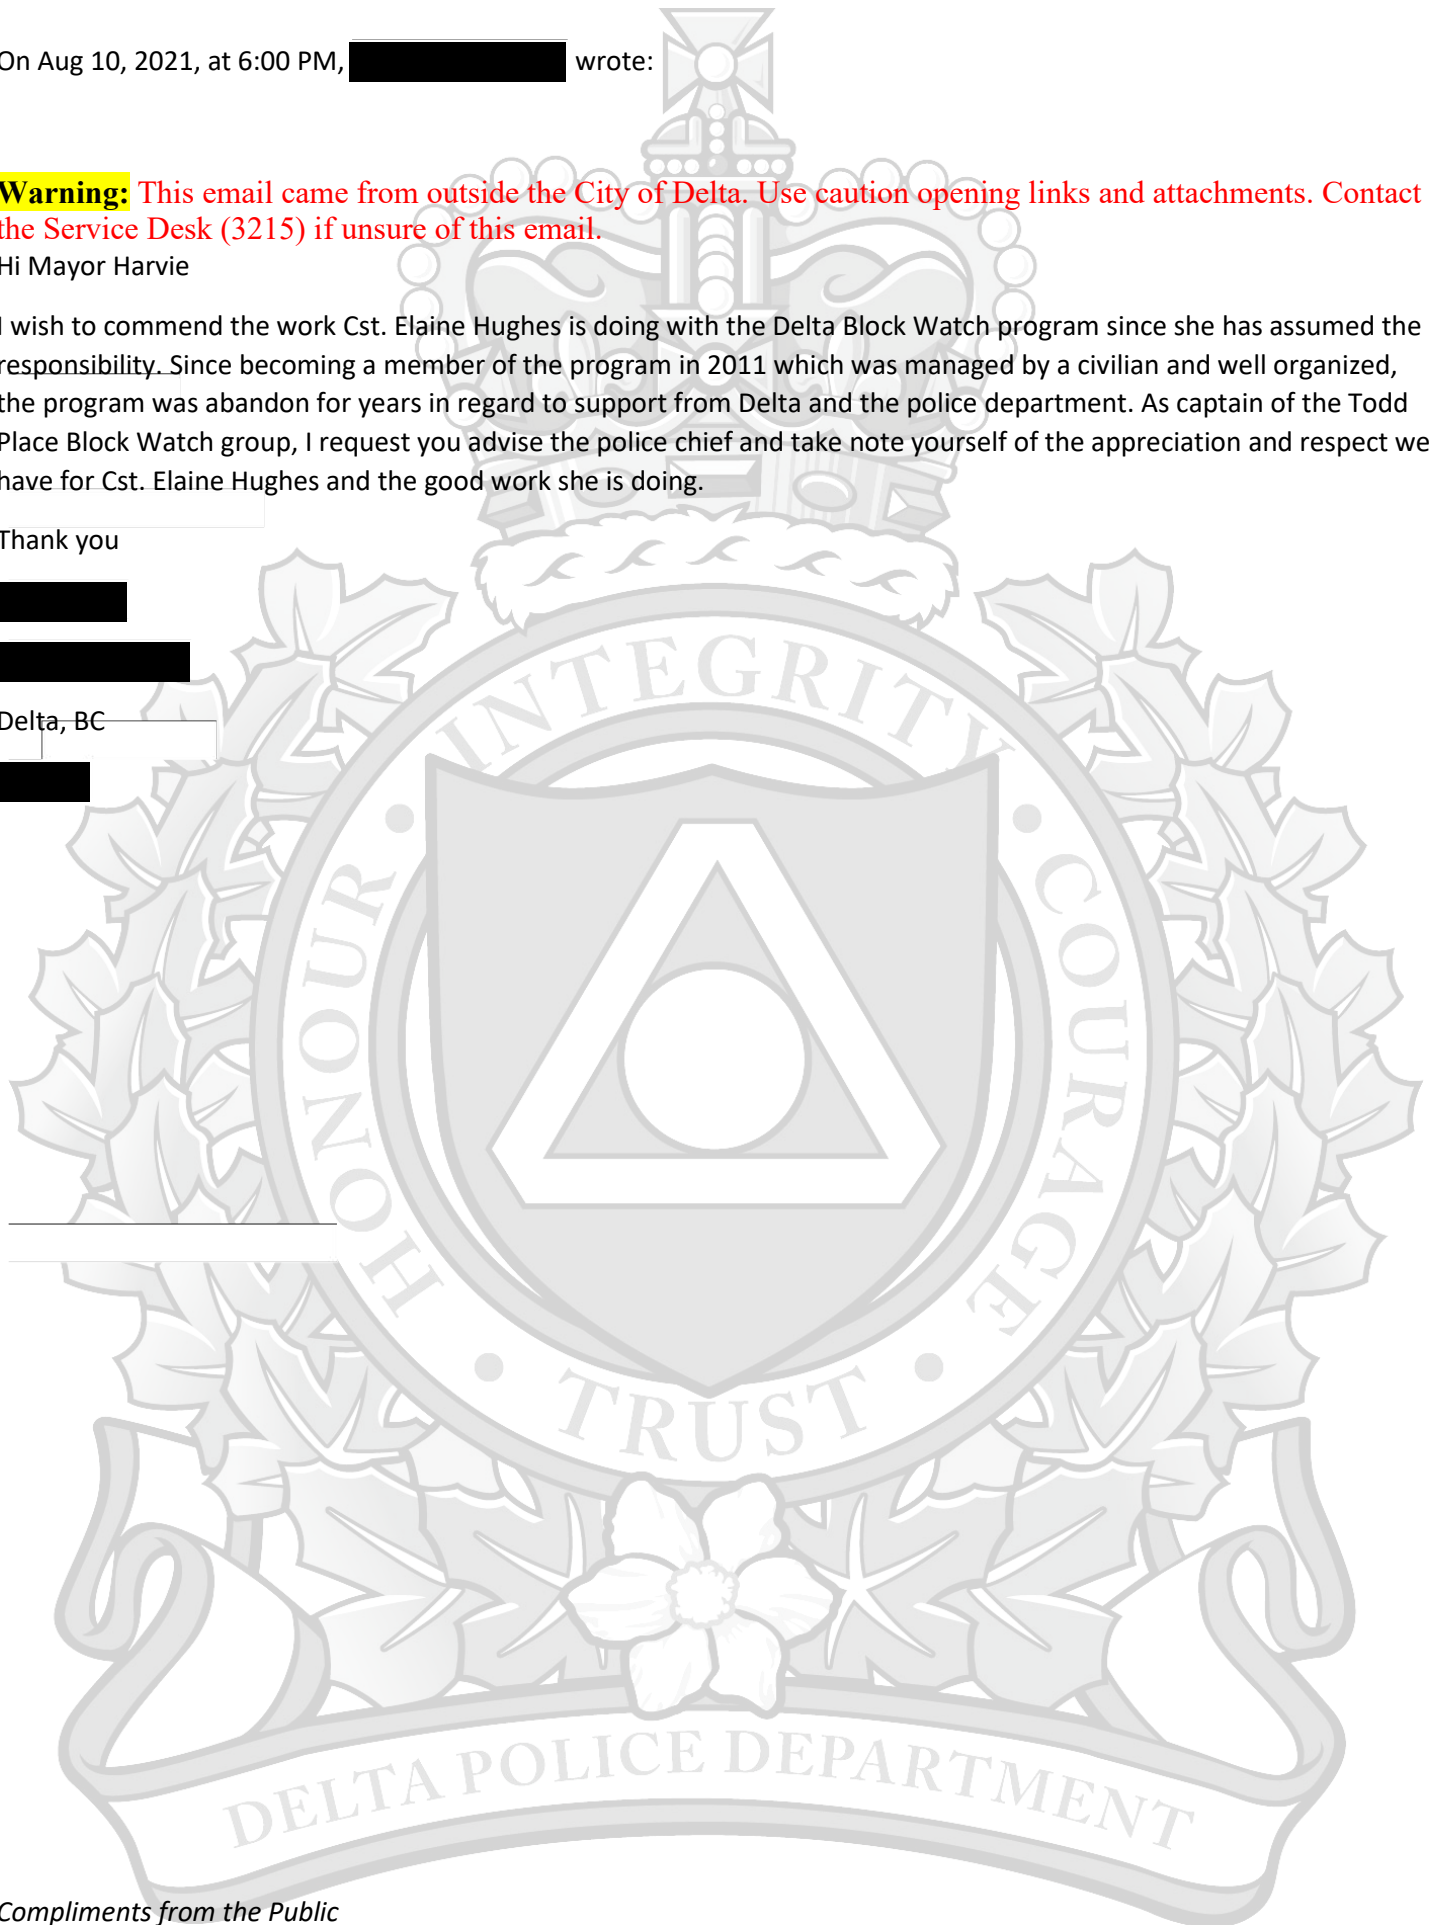 On Aug 10, 2021, at 6:00 PM, wrote:
Warning: This email came from outside the City of Delta. Use caution opening links and attachments. Contact
the Service Desk (3215) if unsure of this email.
Hi Mayor Harvie
I wish to commend the work Cst. Elaine Hughes is doing with the Delta Block Watch program since she has assumed the
responsibility. Since becoming a member of the program in 2011 which was managed by a civilian and well organized,
the program was abandon for years in regard to support from Delta and the police department. As captain of the Todd
Place Block Watch group, I request you advise the police chief and take note yourself of the appreciation and respect we
have for Cst. Elaine Hughes and the good work she is doing.
Thank you
Delta, BC
HONOUR • INTEGRITY • COURAGE
• TRUST •
DELTA POLICE DEPARTMENT
Compliments from the Public